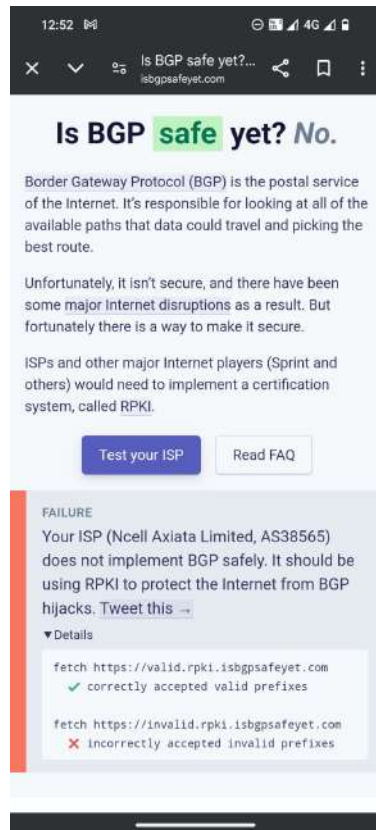 12:52
4G
Is BGP safe yet?...
isbgpsafeyet.com
Is BGP safe yet? No.
Border Gateway Protocol (BGP) is the postal service
of the Internet. It's responsible for looking at all of the
available paths that data could travel and picking the
best route.
Unfortunately, it isn't secure, and there have been
some major Internet disruptions as a result. But
fortunately there is a way to make it secure.
ISPs and other major Internet players (Sprint and
others) would need to implement a certification
system, called RPKI.
Test your ISP
Read FAQ
FAILURE
Your ISP (Ncell Axiata Limited, AS38565)
does not implement BGP safely. It should be
using RPKI to protect the Internet from BGP
hijacks. Tweet this →
▼Details
fetch https://valid.rpki.isbgpsafeyet.com
✔ correctly accepted valid prefixes
fetch https://invalid.rpki.isbgpsafeyet.com
❌ incorrectly accepted invalid prefixes